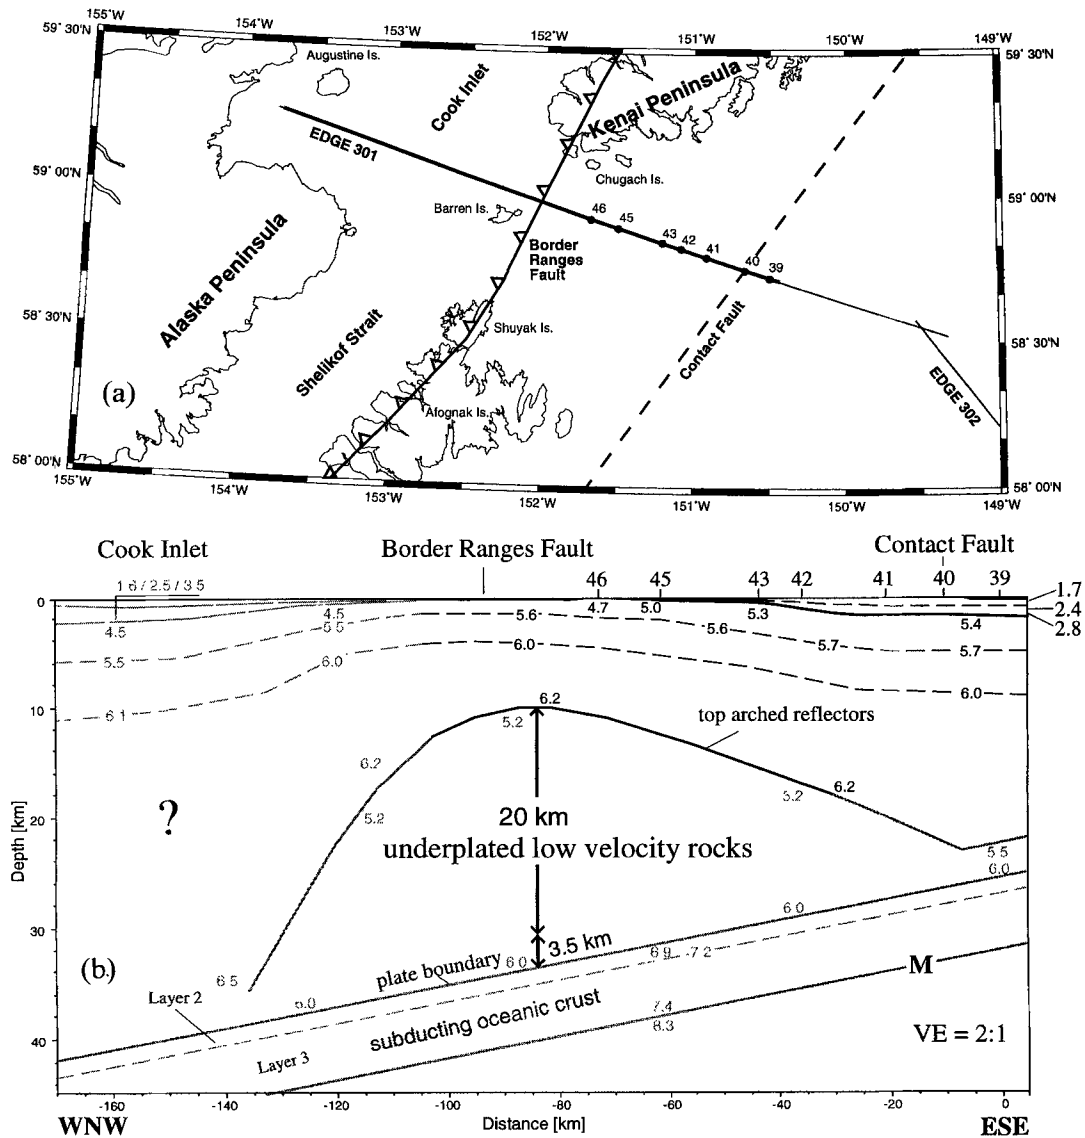 155°W
154°W
153°W
152°W
151°W
150°W
149°W
59° 30'N
59° 30'N
Augustine Is.
Cook Inlet
Kenai Peninsula
EDGE 301
59° 00'N
59° 00'N
Chugach Is.
Barren Is.
46
45
43
42
41
40
39
Border
Ranges
Fault
Alaska Peninsula
58° 30'N
58° 30'N
Shelikof Strait
Shuyak Is.
Contact Fault
EDGE 302
(a)
Afognak Is.
58° 00'N
58° 00'N
155°W
154°W
153°W
152°W
151°W
150°W
149°W
Cook Inlet
Border Ranges Fault
Contact Fault
1.6 / 2.5 / 3.5
46
45
43
42
41
40
39
1.7
2.4
2.8
0
4.5
4.5
5.5
5.6
4.7
5.0
5.3
5.4
5.5
6.0
6.0
5.6
5.7
5.7
6.1
6.0
10
6.2
5.2
top arched reflectors
6.2
5.2
6.2
5.2
?
20 km
20
underplated low velocity rocks
5.5
6.0
Depth [km]
6.0
30
3.5 km
6.0
6.9
7.2
plate boundary
6.5
(b.)
M
Layer 2
6.0
subducting oceanic crust
7.4
8.3
VE = 2:1
40
Layer 3
-160
-140
-120
-100
-80
-60
-40
-20
0
WNW
Distance [km]
ESE